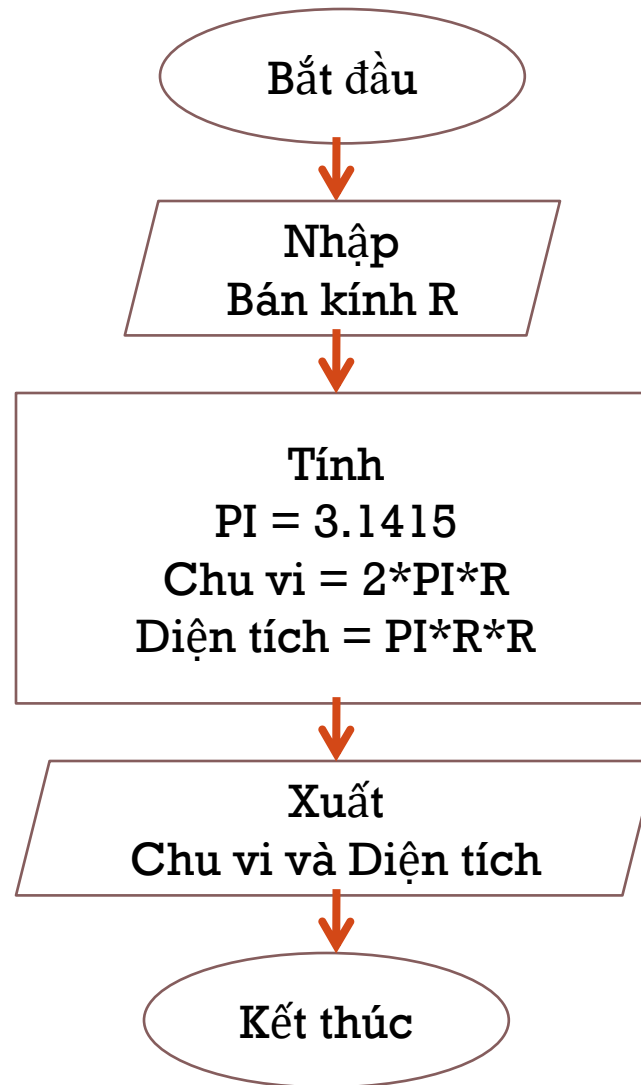 Bắt đầu
Nhập
Bán kính R
Tính
PI = 3.1415
Chu vi = 2*PI*R
Diện tích = PI*R*R
Xuất
Chu vi và Diện tích
Kết thúc